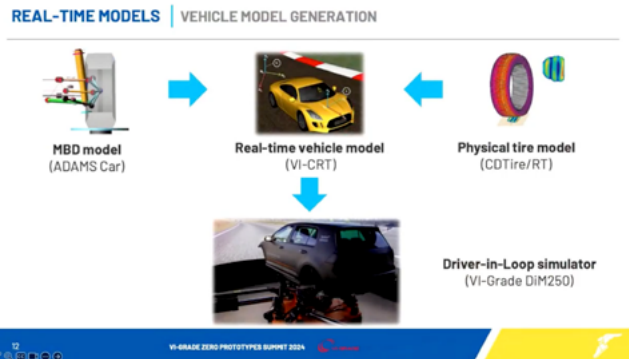 REAL-TIME MODELS | VEHICLE MODEL GENERATION
MBD model
(ADAMS Car)
Real-time vehicle model
(VI-CRT)
Physical tire model
(CDTire/RT)
Driver-in-Loop simulator
(VI-Grade DiM250)
12
VI-GRADE ZERO PROTOTYPES SUMMIT 2024